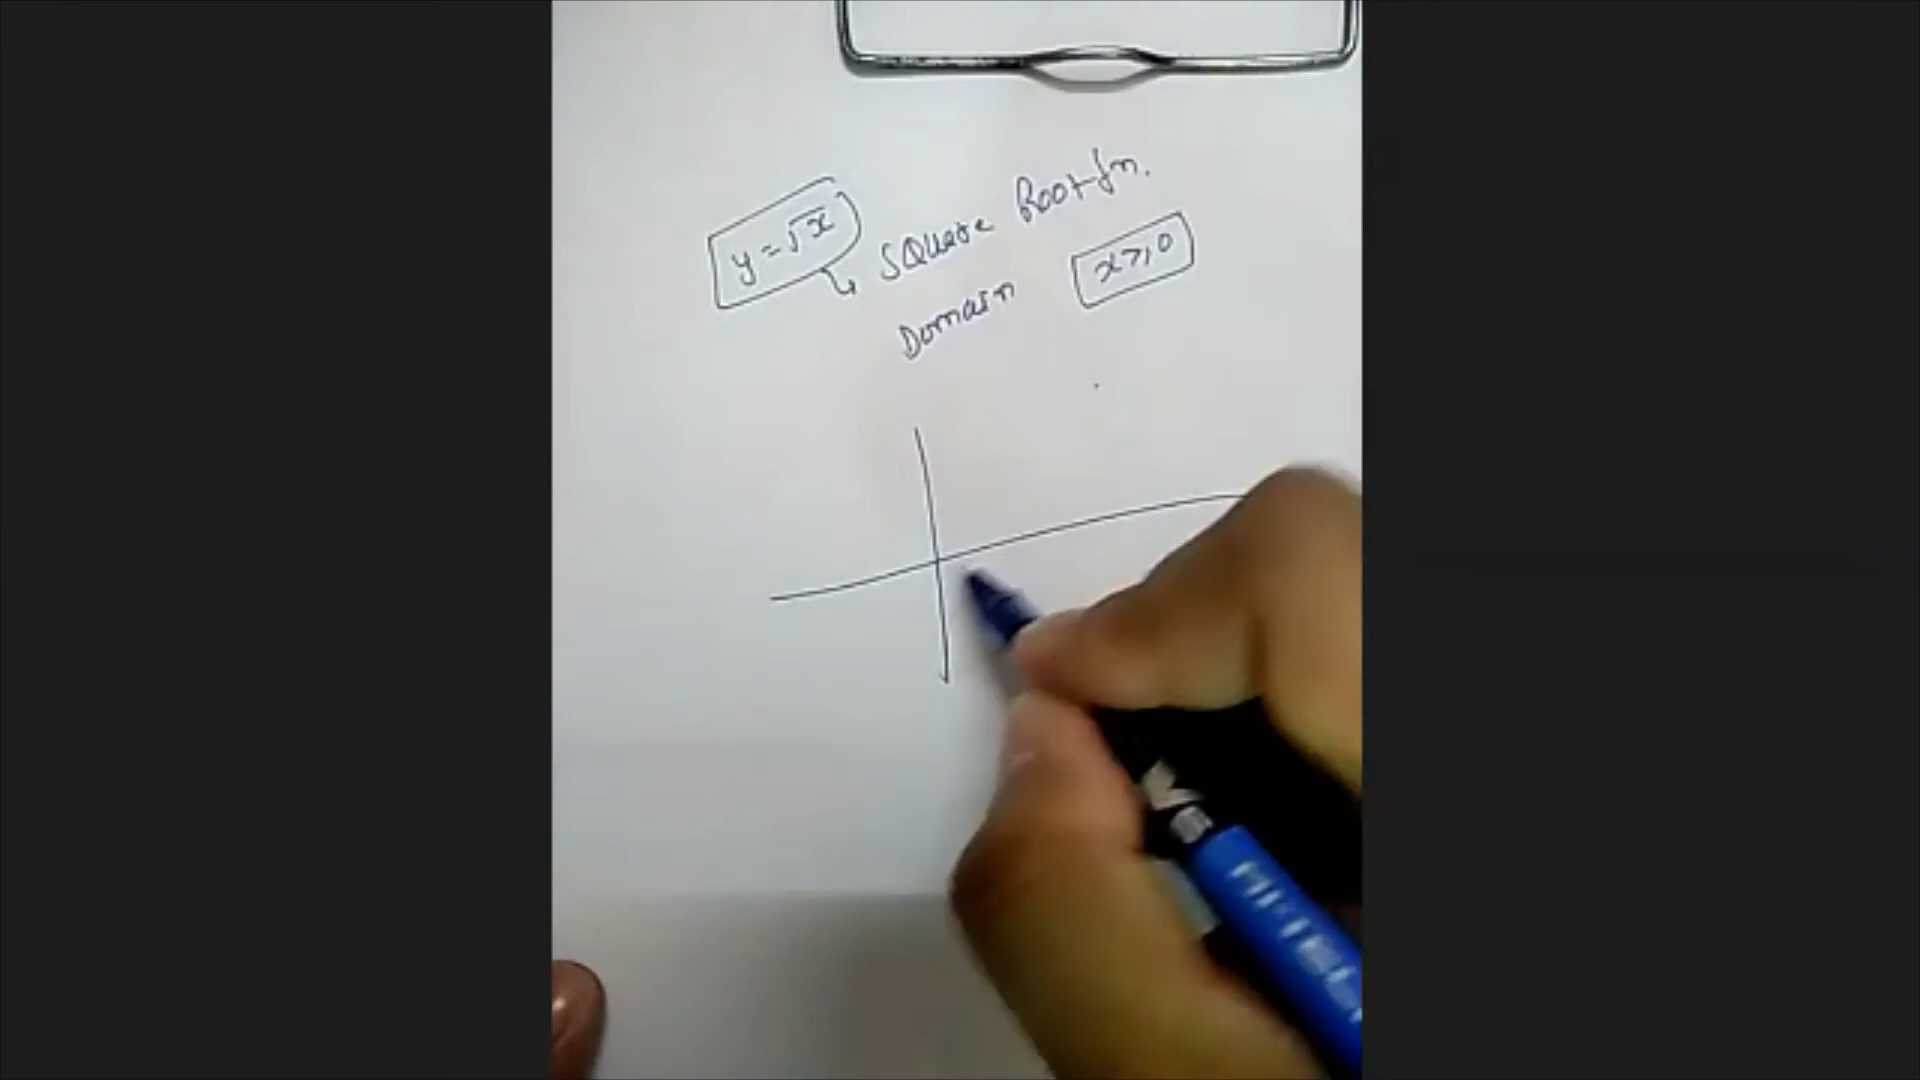 y = √x
Square Root fn.
Domain x ≥ 0